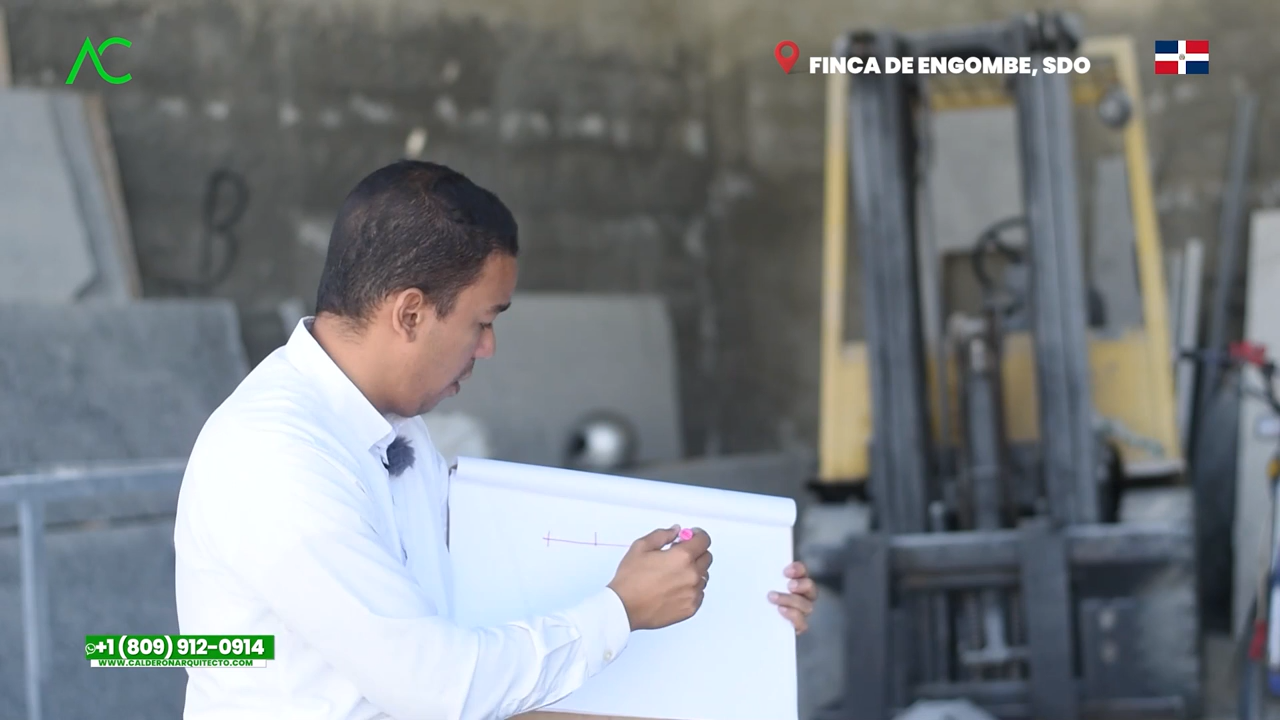 AC
FINCA DE ENGOMBE, SDO
+1 (809) 912-0914
WWW.CALDERONARQUITECTO.COM